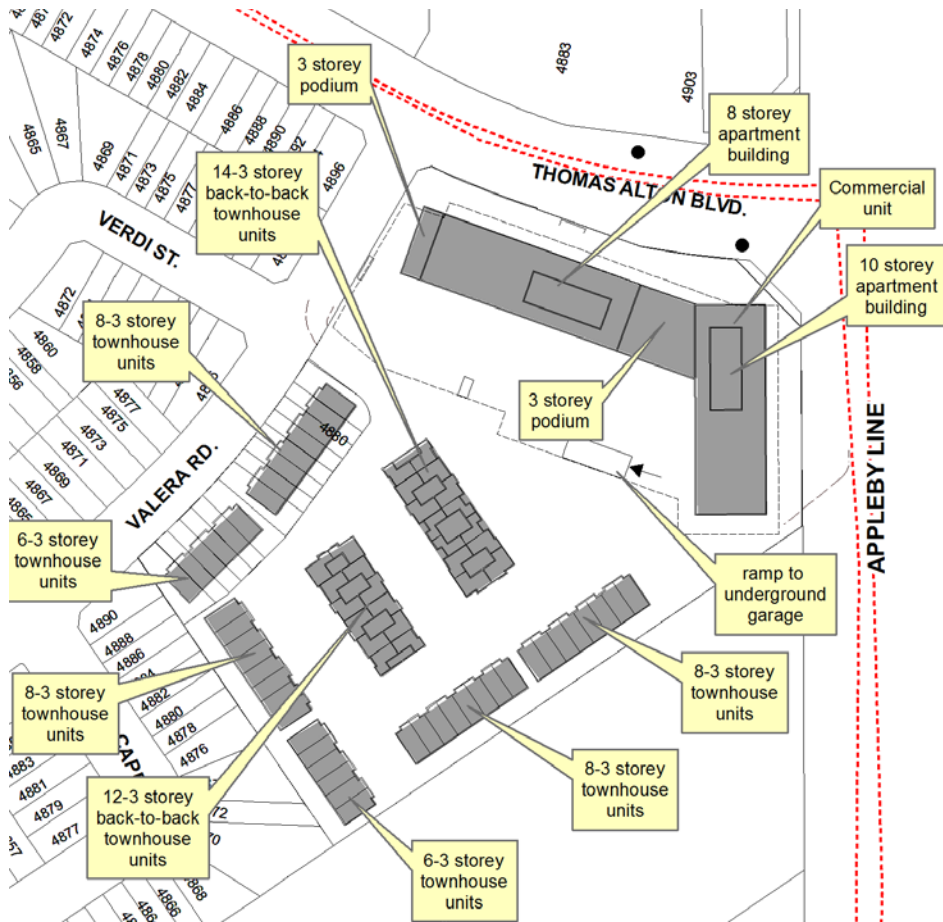 4872
4874
4876
4878
4880
4882
4884
4886
4888
4890
4896
4865
4867
4869
4871
4873
4875
4877
4883
4903
3 storey
podium
8 storey
apartment
building
14-3 storey
back-to-back
townhouse
units
THOMAS ALTON BLVD.
Commercial
unit
10 storey
apartment
building
VERDI ST.
4872
4860
4858
8-3 storey
townhouse
units
4877
4875
4873
4871
4869
4867
4880
3 storey
podium
VALERA RD.
APPLEBY LINE
6-3 storey
townhouse
units
ramp to
underground
garage
4890
4888
4886
4882
4880
4878
4876
8-3 storey
townhouse
units
8-3 storey
townhouse
units
4883
4881
4879
4877
8-3 storey
townhouse
units
12-3 storey
back-to-back
townhouse
units
6-3 storey
townhouse
units
4868
4866